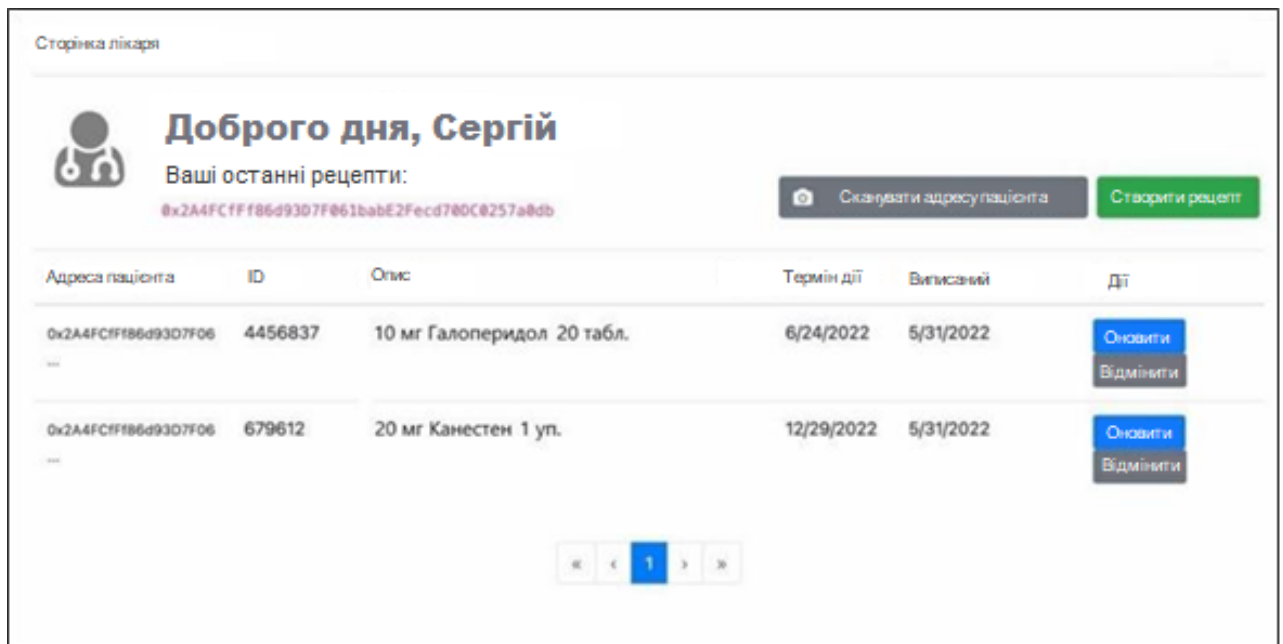 Сторінка лікаря
Доброго дня, Сергій
Ваші останні рецепти:
0x2A4FCfFf86d93D7F061babE2Fecd70DC0257a0db
Сканувати адресу пацієнта
Створити рецепт
Адреса пацієнта ID Опис Термін дії Виписаний Дії
0x2A4FCfFf86d93D7F06 4456837 10 мг Галоперидол 20 табл. 6/24/2022 5/31/2022 Оновити
... Відмінити
0x2A4FCfFf86d93D7F06 679612 20 мг Канестен 1 уп. 12/29/2022 5/31/2022 Оновити
... Відмінити
« ‹ 1 › »